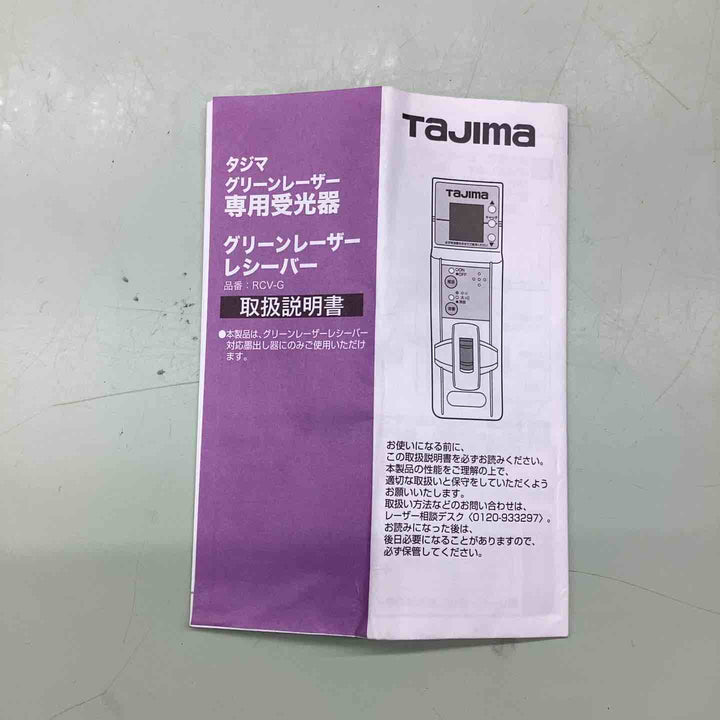 タジマ
グリーンレーザー
専用受光器
グリーンレーザー
レシーバー
品番：RCV-G
取扱説明書
●本製品は、グリーンレーザーレシーバー
対応墨出し器にのみご使用いただけ
ます。
TaJIma
TaJIma
ON
OFF
お使いになる前に、
この取扱説明書を必ずお読みください。
本製品の性能をご理解の上で、
適切な取扱いと保守をしていただくよう
お願いいたします。
取扱い方法などのお問い合わせは、
レーザー相談デスク〈0120-933297〉。
お読みになった後は、
後日必要になることがありますので、
必ず保管してください。